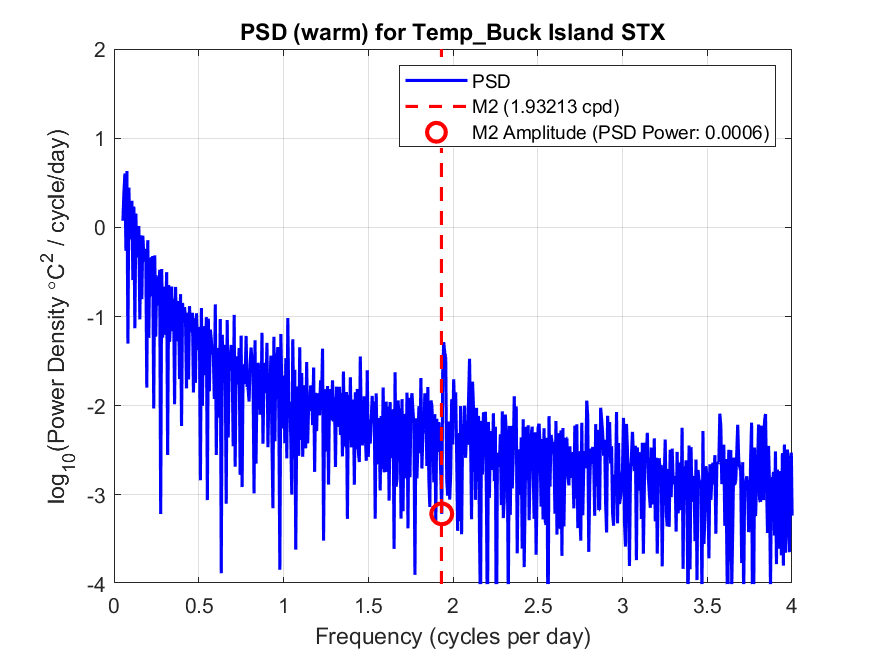 PSD (warm) for Temp_Buck Island STX
PSD
M2 (1.93213 cpd)
M2 Amplitude (PSD Power: 0.0006)
log10(Power Density °C2 / cycle/day)
2
1
0
-1
-2
-3
-4
0 0.5 1 1.5 2 2.5 3 3.5 4
Frequency (cycles per day)